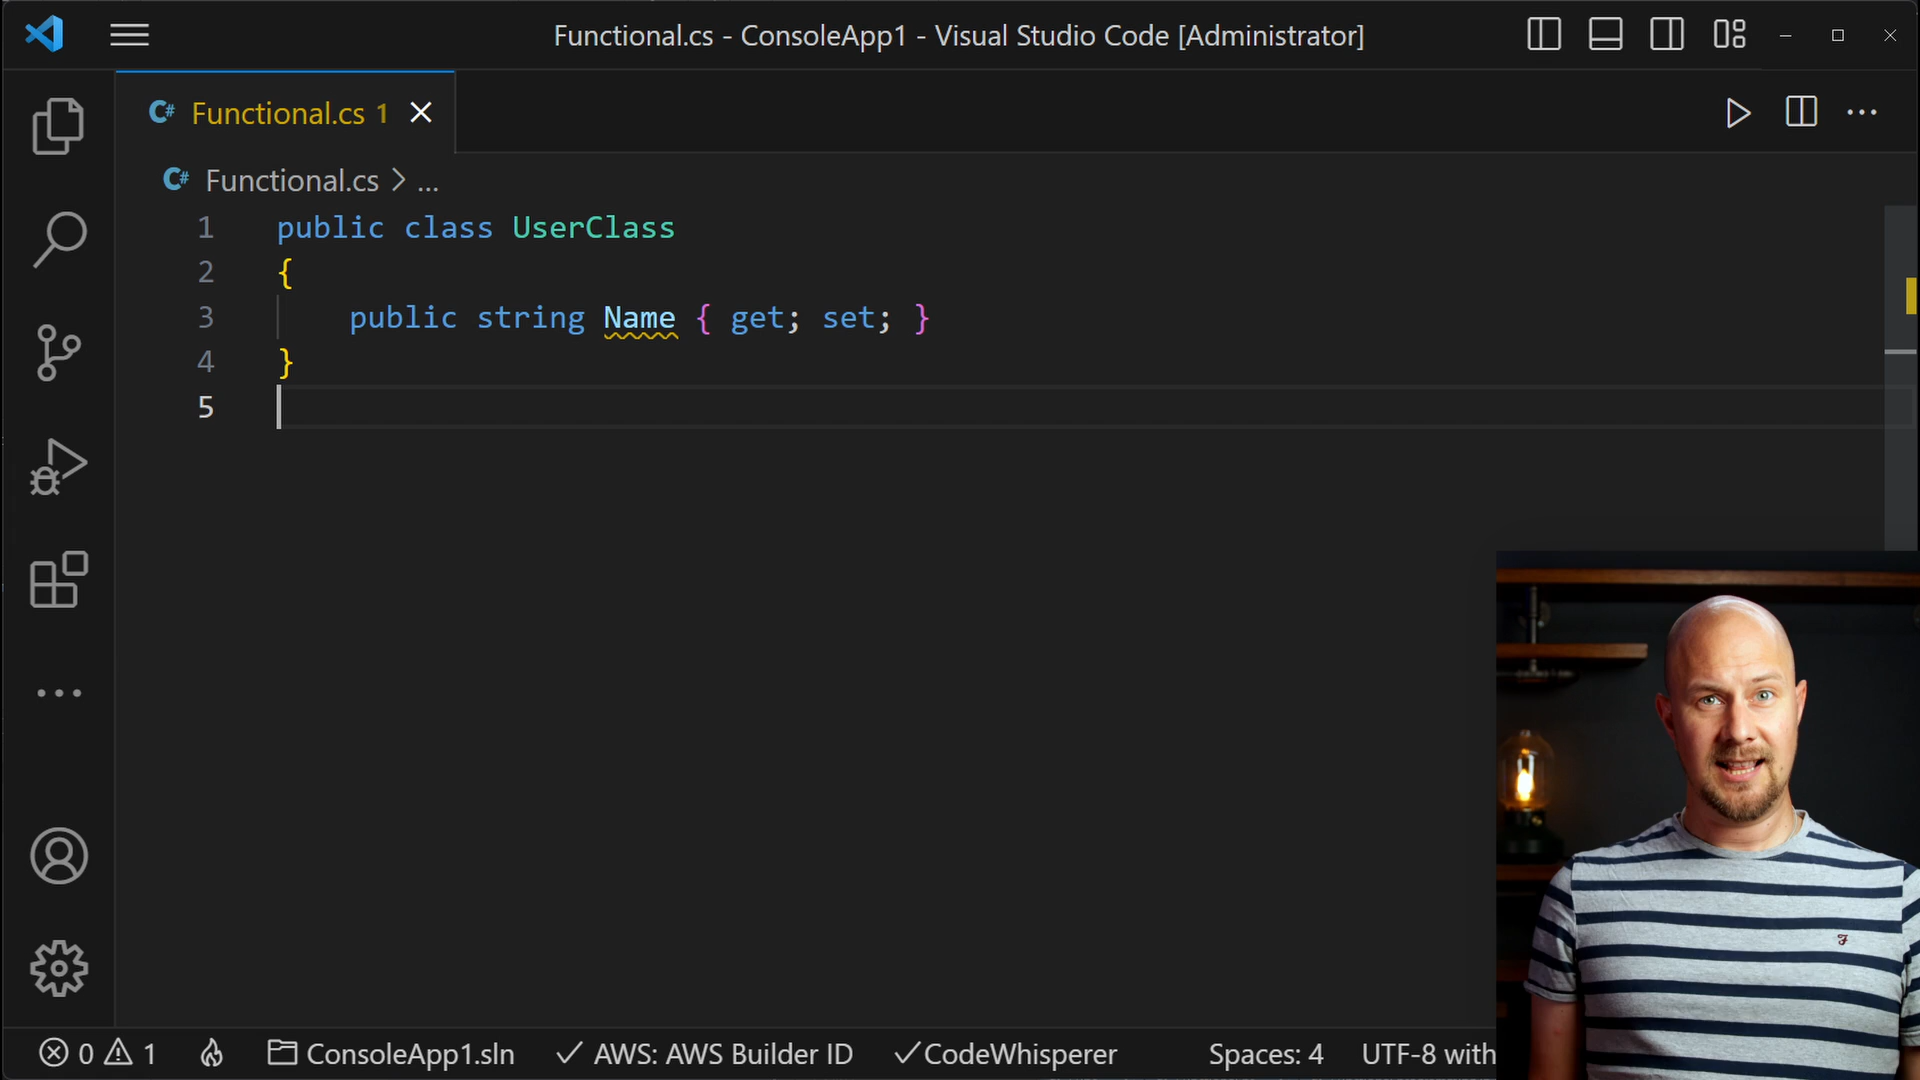 Functional.cs - ConsoleApp1 - Visual Studio Code [Administrator]
C# Functional.cs 1
C# Functional.cs > ...
1 public class UserClass
2 {
3 public string Name { get; set; }
4 }
5
0 1 ConsoleApp1.sln AWS: AWS Builder ID CodeWhisperer Spaces: 4 UTF-8 with